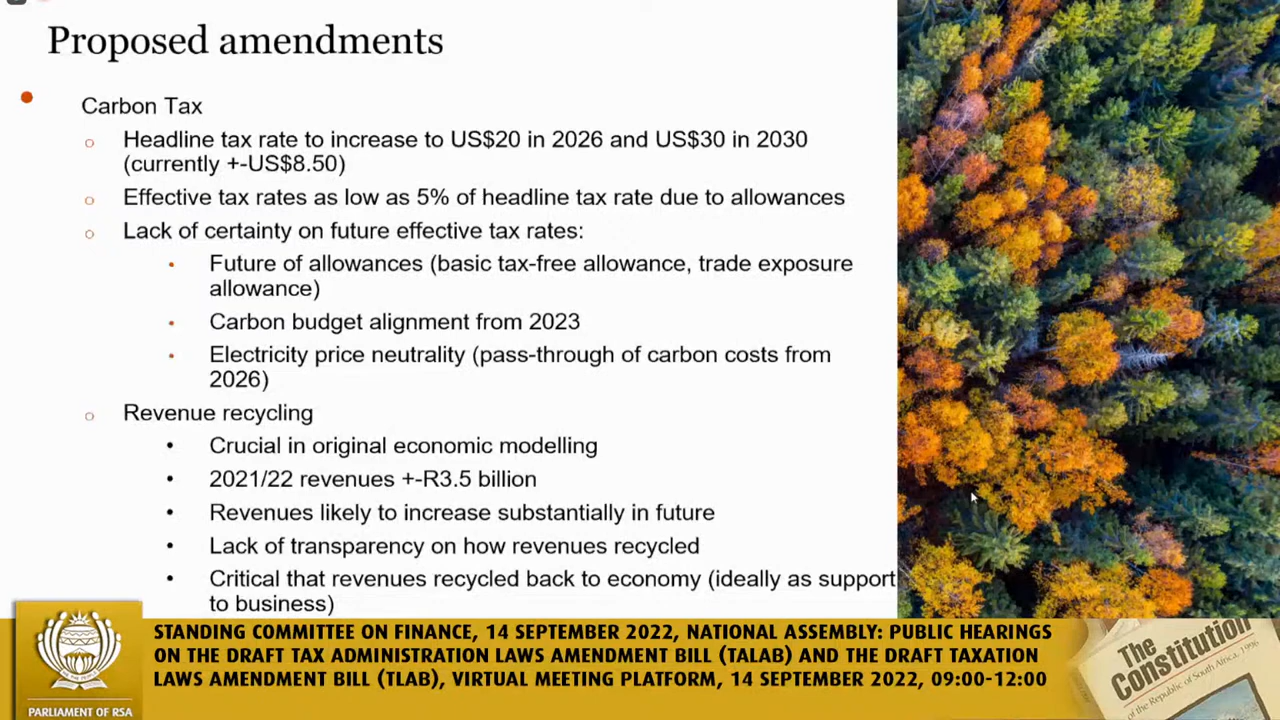 Proposed amendments
Carbon Tax
Headline tax rate to increase to US$20 in 2026 and US$30 in 2030
(currently +-US$8.50)
Effective tax rates as low as 5% of headline tax rate due to allowances
Lack of certainty on future effective tax rates:
Future of allowances (basic tax-free allowance, trade exposure
allowance)
Carbon budget alignment from 2023
Electricity price neutrality (pass-through of carbon costs from
2026)
Revenue recycling
Crucial in original economic modelling
2021/22 revenues +-R3.5 billion
Revenues likely to increase substantially in future
Lack of transparency on how revenues recycled
Critical that revenues recycled back to economy (ideally as support
to business)
STANDING COMMITTEE ON FINANCE, 14 SEPTEMBER 2022, NATIONAL ASSEMBLY: PUBLIC HEARINGS
ON THE DRAFT TAX ADMINISTRATION LAWS AMENDMENT BILL (TALAB) AND THE DRAFT TAXATION
LAWS AMENDMENT BILL (TLAB), VIRTUAL MEETING PLATFORM, 14 SEPTEMBER 2022, 09:00-12:00
PARLIAMENT OF RSA
The
Constitution
of the Republic of South Africa, 1996